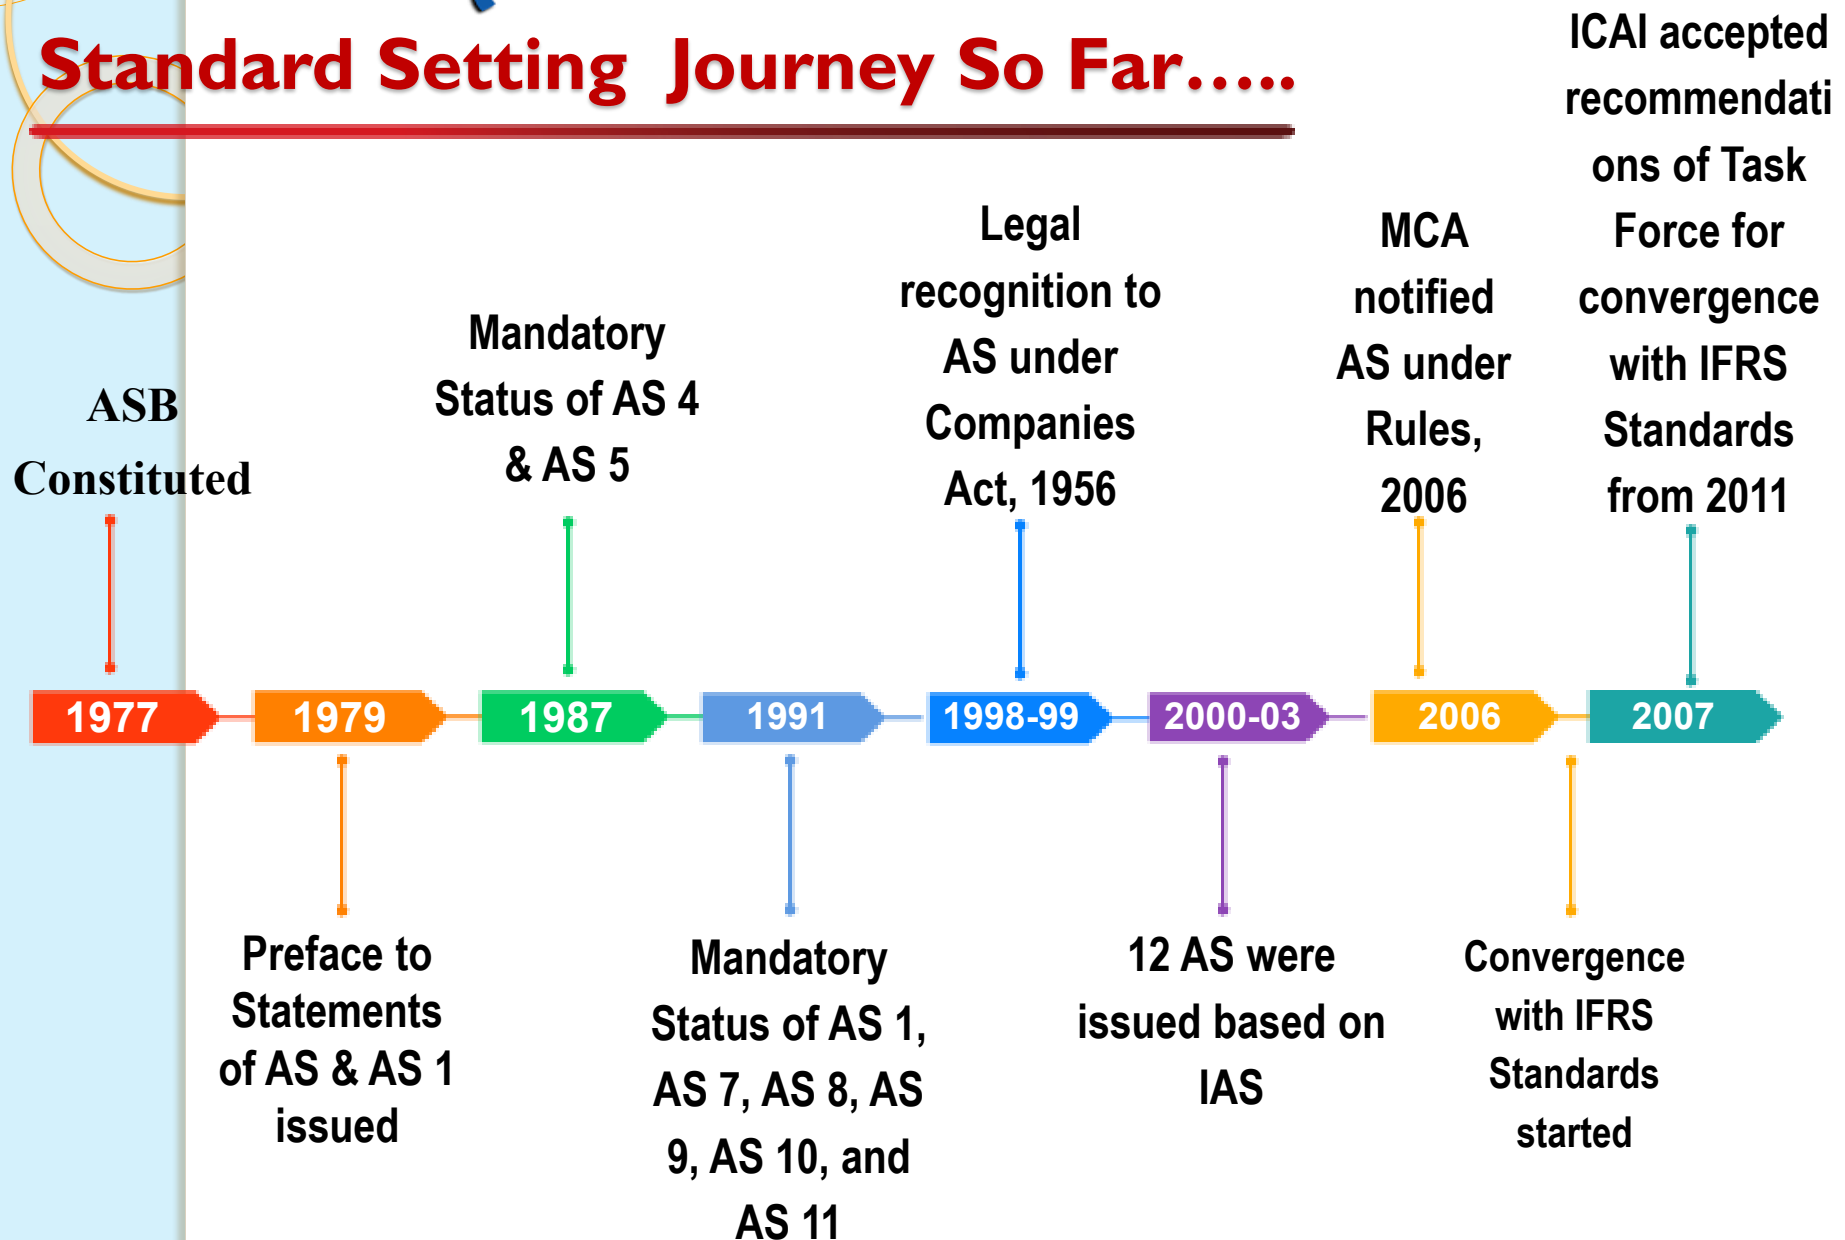 Standard Setting Journey So Far.....
ICAI accepted
recommendati
ons of Task
Force for
convergence
with IFRS
Standards
from 2011
MCA
notified
AS under
Rules,
2006
Legal
recognition to
AS under
Companies
Act, 1956
Mandatory
Status of AS 4
& AS 5
ASB
Constituted
1977
1979
1987
1991
1998-99
2000-03
2006
2007
Preface to
Statements
of AS & AS 1
issued
Mandatory
Status of AS 1,
AS 7, AS 8, AS
9, AS 10, and
AS 11
12 AS were
issued based on
IAS
Convergence
with IFRS
Standards
started